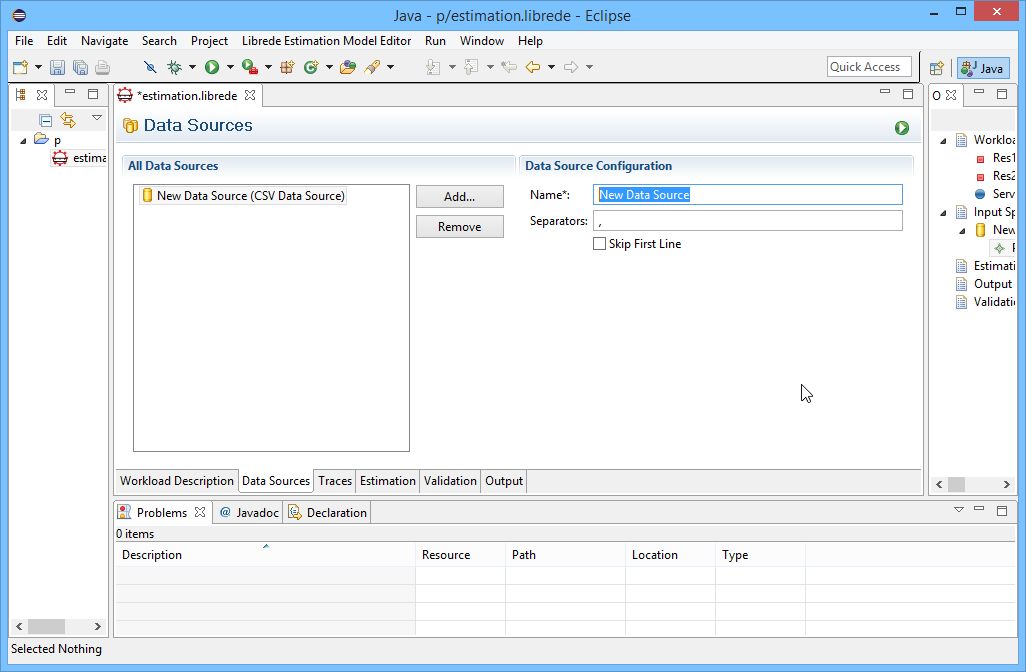 Java - p/estimation.librede - Eclipse
File Edit Navigate Search Project Librede Estimation Model Editor Run Window Help
Quick Access
Java
*estimation.librede
O
p
estima
Data Sources
All Data Sources
New Data Source (CSV Data Source)
Add...
Remove
Data Source Configuration
Name*: New Data Source
Separators: ,
Skip First Line
Workloa
Res1
Res2
Serv
Input Sp
New
Estimati
Output
Validatio
Workload Description Data Sources Traces Estimation Validation Output
Problems @ Javadoc Declaration
0 items
Description Resource Path Location Type
Selected Nothing